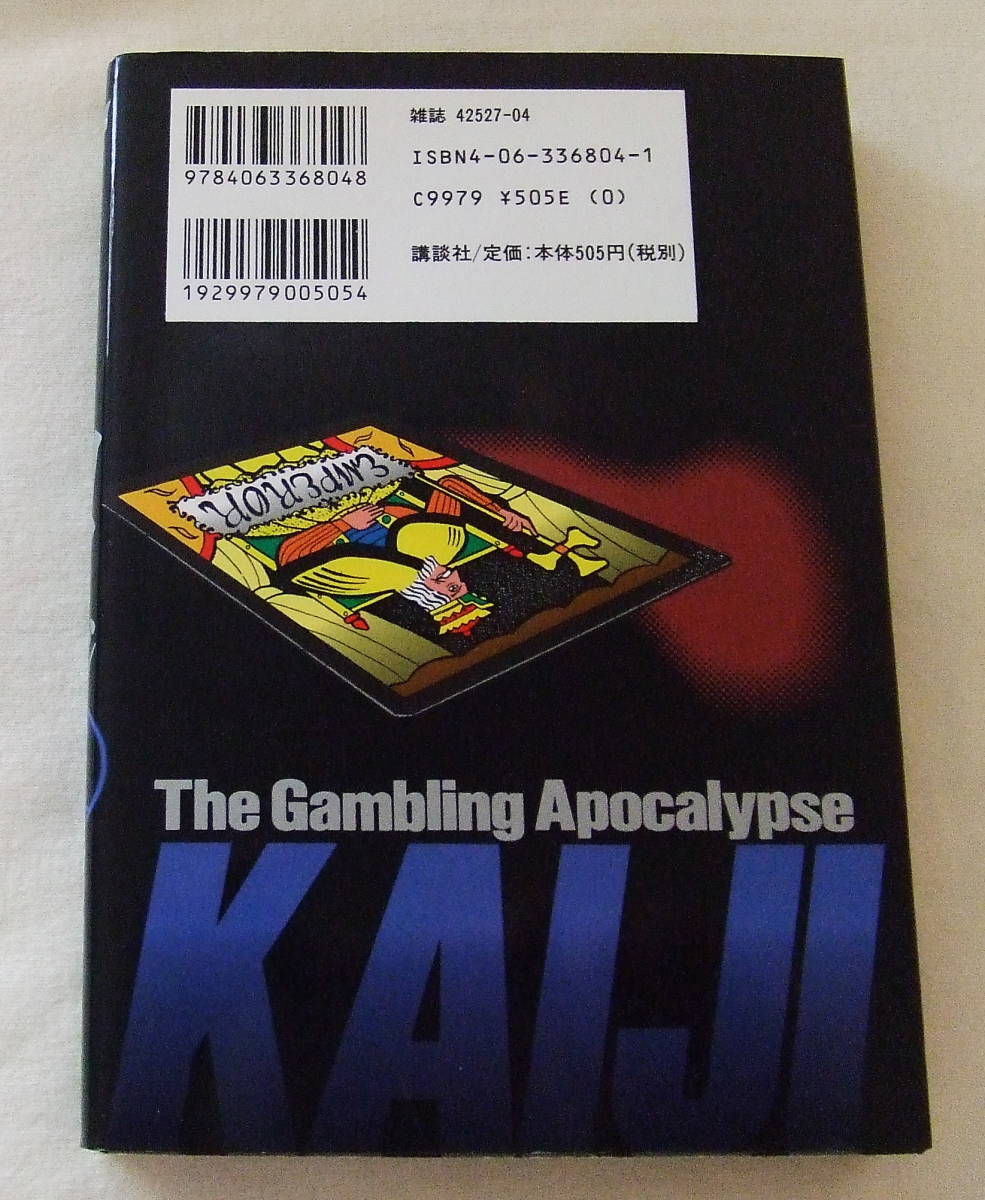 雑誌 42527-04
ISBN4-06-336804-1
9784063368048
C9979 ¥505E (0)
講談社/定価:本体505円(税別)
1929979005054
EMPEROR
The Gambling Apocalypse
KAIJI